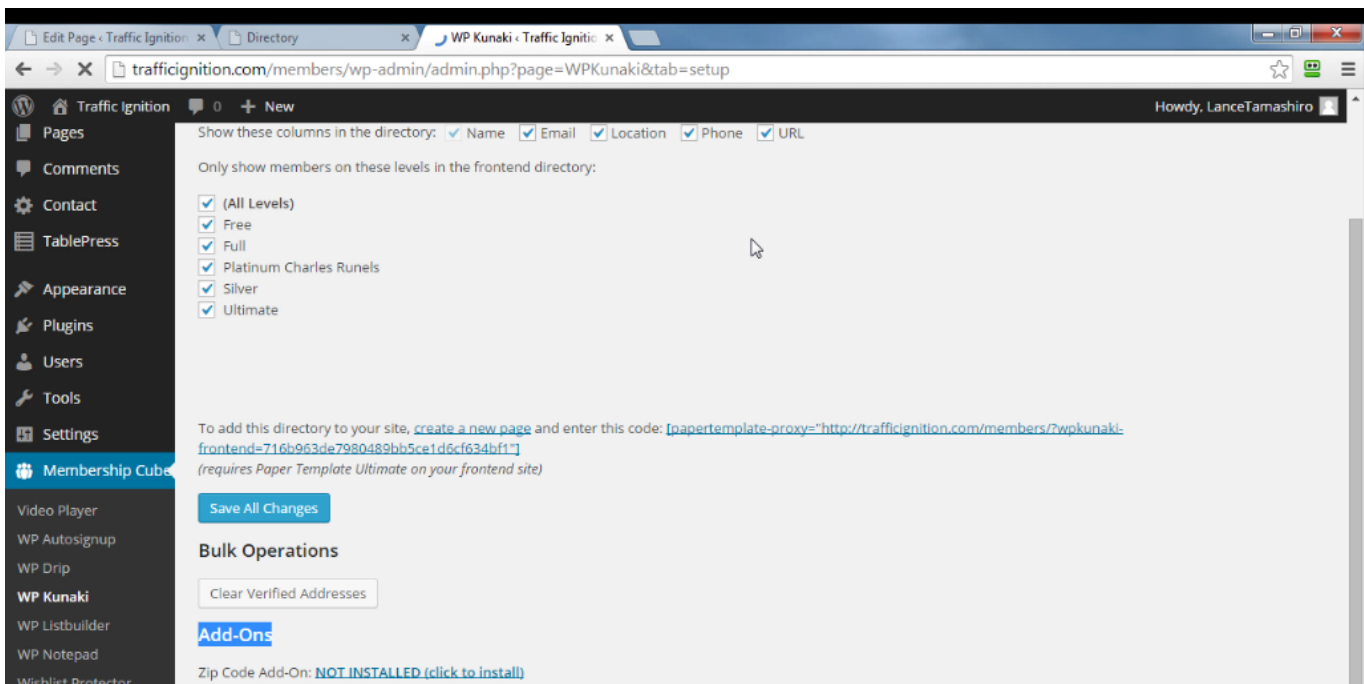 Edit Page ‹ Traffic Ignition
Directory
WP Kunaki ‹ Traffic Ignitio
trafficignition.com/members/wp-admin/admin.php?page=WPKunaki&tab=setup
Traffic Ignition 0 + New Howdy, LanceTamashiro
Pages
Comments
Contact
TablePress
Appearance
Plugins
Users
Tools
Settings
Membership Cube
Video Player
WP Autosignup
WP Drip
WP Kunaki
WP Listbuilder
WP Notepad
Wishlist Protector
Show these columns in the directory: Name Email Location Phone URL
Only show members on these levels in the frontend directory:
(All Levels)
Free
Full
Platinum Charles Runels
Silver
Ultimate
To add this directory to your site, create a new page and enter this code: [papertemplate-proxy="http://trafficignition.com/members/?wpkunaki-
frontend=716b963de7980489bb5ce1d6cf634bf1"]
(requires Paper Template Ultimate on your frontend site)
Save All Changes
Bulk Operations
Clear Verified Addresses
Add-Ons
Zip Code Add-On: NOT INSTALLED (click to install)